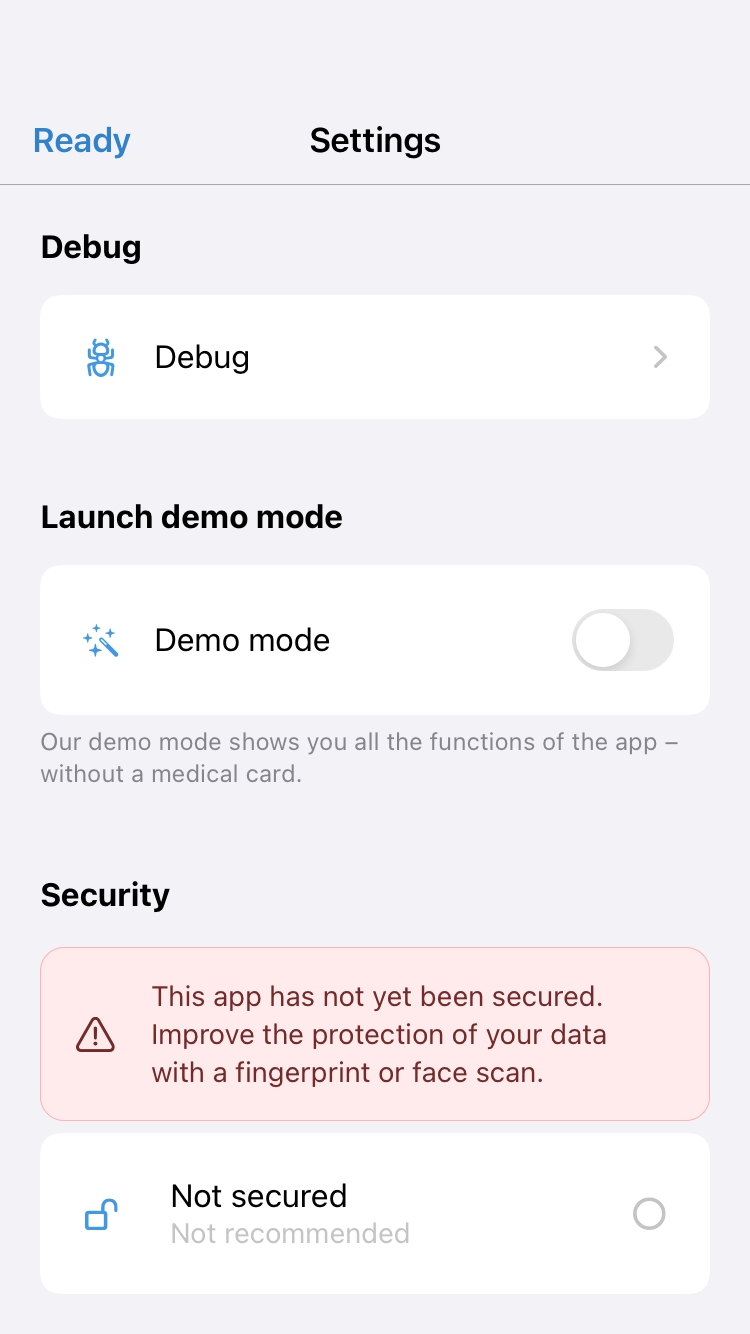 Ready
Settings
Debug
Debug
Launch demo mode
Demo mode
Our demo mode shows you all the functions of the app –
without a medical card.
Security
This app has not yet been secured.
Improve the protection of your data
with a fingerprint or face scan.
Not secured
Not recommended